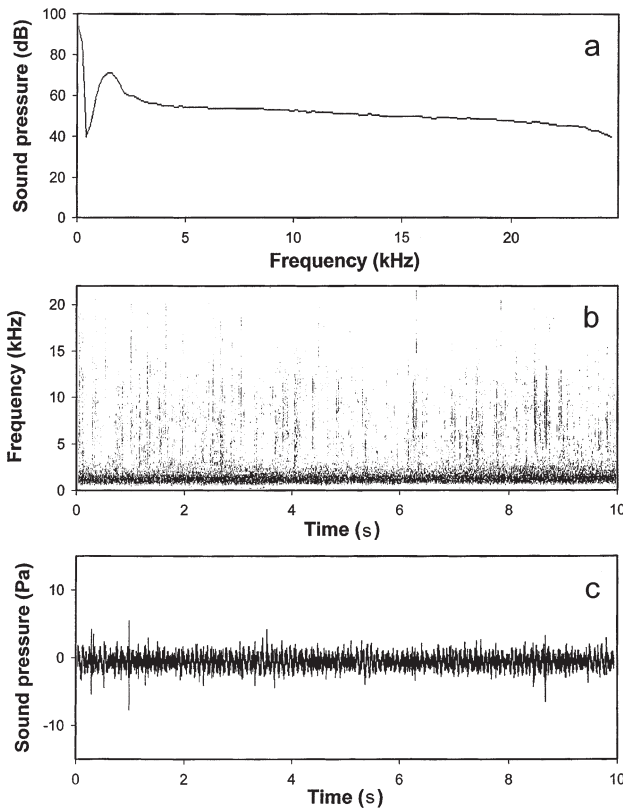 a
Sound pressure (dB)
100
80
60
40
20
0
0 5 10 15 20
Frequency (kHz)
b
Frequency (kHz)
20
15
10
5
0
0 2 4 6 8 10
Time (s)
c
Sound pressure (Pa)
10
0
-10
0 2 4 6 8 10
Time (s)